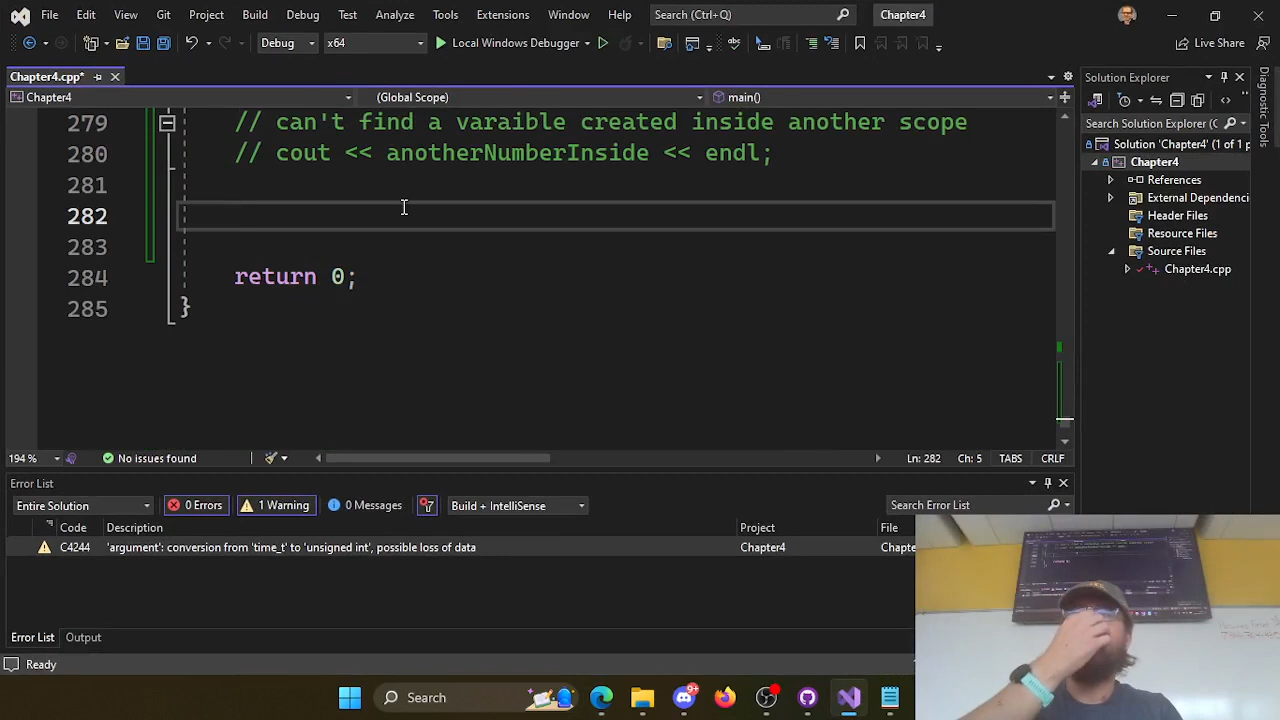 File Edit View Git Project Build Debug Test Analyze Tools Extensions Window Help Search (Ctrl+Q) Chapter4
Debug x64 Local Windows Debugger Live Share
Chapter4.cpp*
Chapter4 (Global Scope) main()
279 // can't find a varaible created inside another scope
280 // cout << anotherNumberInside << endl;
281
282
283
284 return 0;
285 }
194 % No issues found Ln: 282 Ch: 5 TABS CRLF
Solution Explorer
Search Solution Explorer (C
Solution 'Chapter4' (1 of 1 p
Chapter4
References
External Dependenci
Header Files
Resource Files
Source Files
Chapter4.cpp
Diagnostic Tools
Error List
Entire Solution 0 Errors 1 Warning 0 Messages Build + IntelliSense Search Error List
Code Description Project File
C4244 'argument': conversion from 'time_t' to 'unsigned int', possible loss of data Chapter4 Chapte
Error List Output
Ready
Search 9+